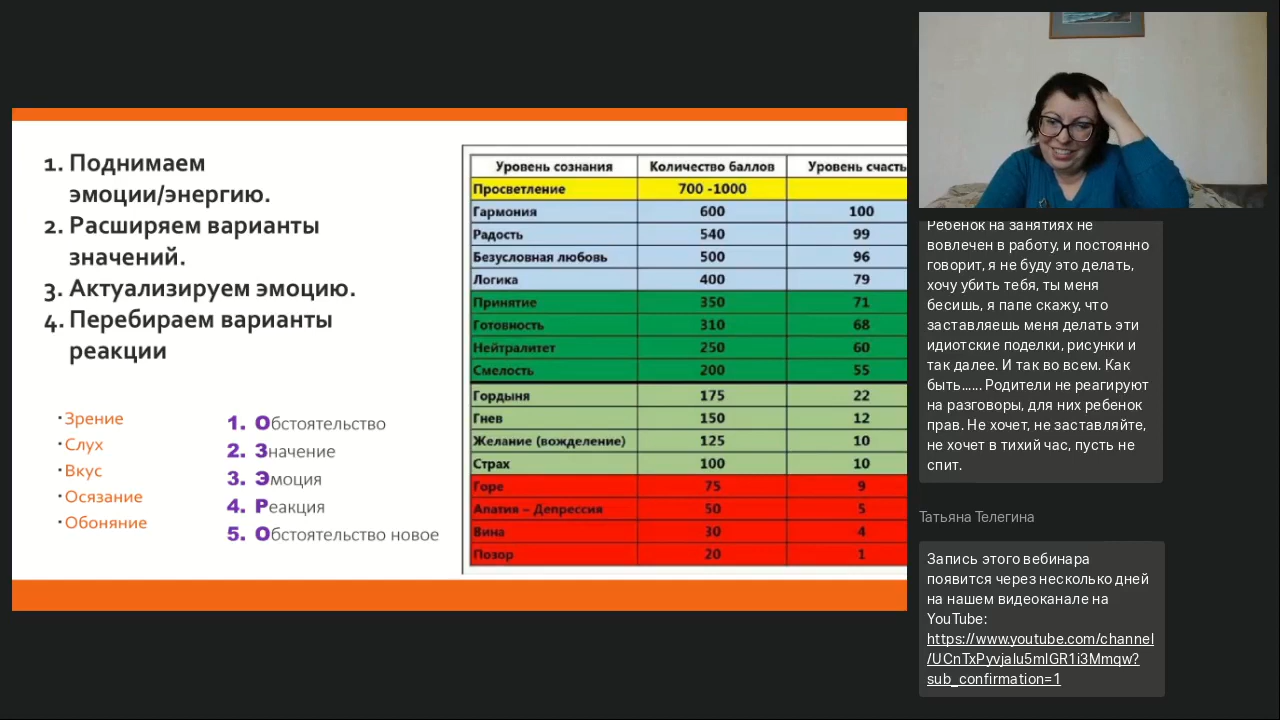 1. Поднимаем
эмоции/энергию.
2. Расширяем варианты
значений.
3. Актуализируем эмоцию.
4. Перебираем варианты
реакции
· Зрение
· Слух
· Вкус
· Осязание
· Обоняние
1. Обстоятельство
2. Значение
3. Эмоция
4. Реакция
5. Обстоятельство новое
Уровень сознания Количество баллов Уровень счасть
Просветление 700 -1000
Гармония 600 100
Радость 540 99
Безусловная любовь 500 96
Логика 400 79
Принятие 350 71
Готовность 310 68
Нейтралитет 250 60
Смелость 200 55
Гордыня 175 22
Гнев 150 12
Желание (вожделение) 125 10
Страх 100 10
Горе 75 9
Апатия – Депрессия 50 5
Вина 30 4
Позор 20 1
Ребенок на занятиях не
вовлечен в работу, и постоянно
говорит, я не буду это делать,
хочу убить тебя, ты меня
бесишь, я папе скажу, что
заставляешь меня делать эти
идиотские поделки, рисунки и
так далее. И так во всем. Как
быть...... Родители не реагируют
на разговоры, для них ребенок
прав. Не хочет, не заставляйте,
не хочет в тихий час, пусть не
спит.
Татьяна Телегина
Запись этого вебинара
появится через несколько дней
на нашем видеоканале на
YouTube:
https://www.youtube.com/channel
/UCnTxPyvjalu5mlGR1i3Mmqw?
sub_confirmation=1